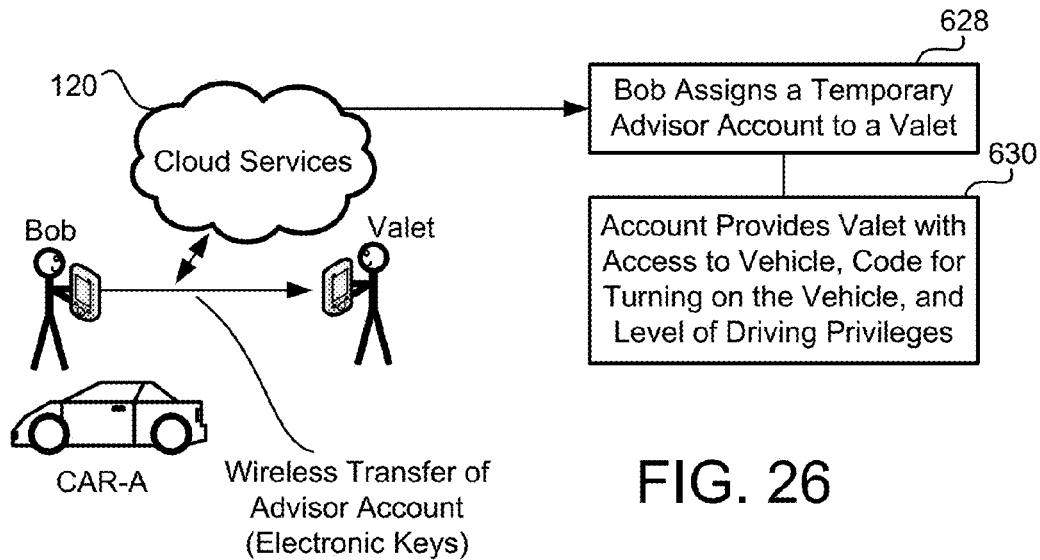 628
120
Bob Assigns a Temporary
Advisor Account to a Valet
Cloud Services
630
Bob
Valet
Account Provides Valet with
Access to Vehicle, Code for
Turning on the Vehicle, and
Level of Driving Privileges
CAR-A
Wireless Transfer of
Advisor Account
(Electronic Keys)
FIG. 26